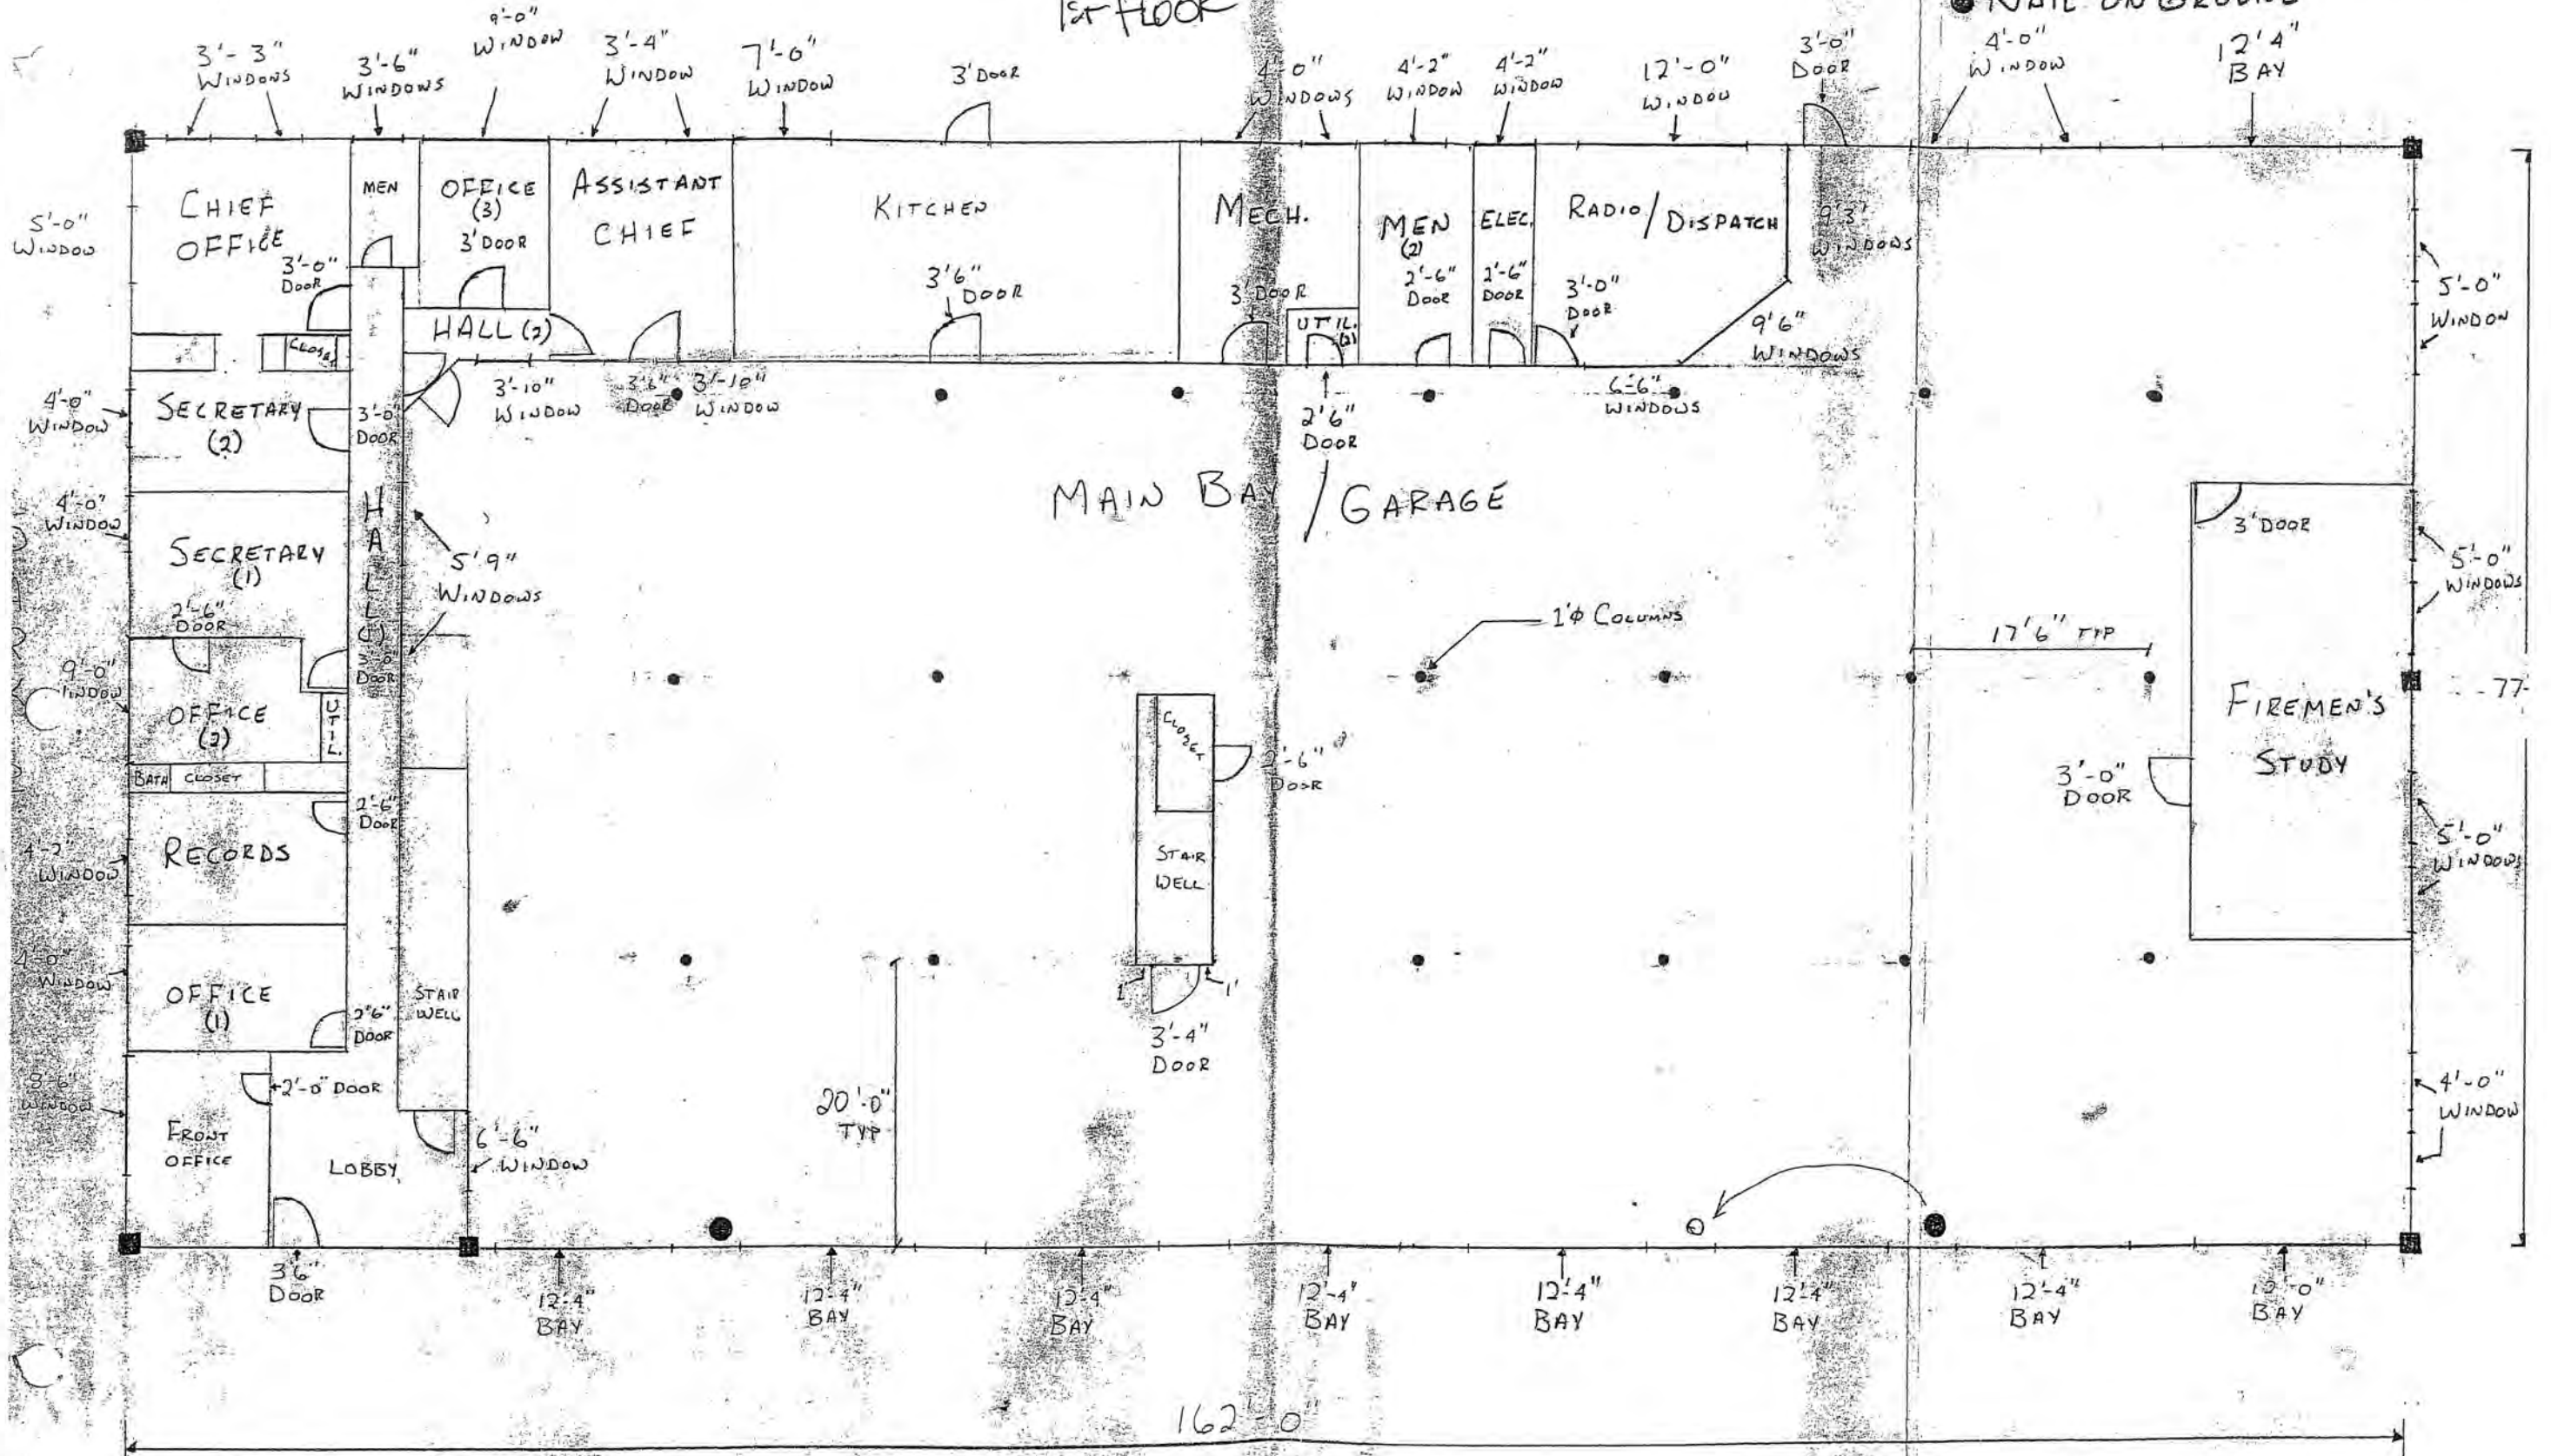 1st FLOOR
NAIL ON GROUND
3'-3"
WINDOWS
3'-6"
WINDOWS
9'-0"
WINDOW
3'-4"
WINDOW
7'-0"
WINDOW
3' DOOR
4'-0"
WINDOWS
4'-2"
WINDOW
4'-2"
WINDOW
12'-0"
WINDOW
3'-0"
DOOR
4'-0"
WINDOW
12'4"
BAY
5'-0"
WINDOW
CHIEF
OFFICE
3'-0"
DOOR
MEN
OFFICE
(3)
3' DOOR
ASSISTANT
CHIEF
KITCHEN
3'6"
DOOR
MECH.
3' DOOR
UTIL.
(2)
MEN
(2)
2'-6"
DOOR
ELEC.
2'-6"
DOOR
RADIO / DISPATCH
3'-0"
DOOR
9'3"
WINDOWS
9'6"
WINDOWS
5'-0"
WINDOW
HALL (2)
CLOSET
3'-10"
WINDOW
3'6"
DOOR
3'-10"
WINDOW
2'6"
DOOR
6'-6"
WINDOWS
4'-0"
WINDOW
SECRETARY
(2)
3'-0"
DOOR
4'-0"
WINDOW
SECRETARY
(1)
2'-6"
DOOR
HALL (1)
5'9"
WINDOWS
MAIN BAY / GARAGE
3' DOOR
5'-0"
WINDOWS
1'φ COLUMNS
17'6" TYP
3'-0"
DOOR
9'-0"
WINDOW
OFFICE
(2)
UTIL.
BATH
CLOSET
CLOSET
2'-6"
DOOR
3'-0"
DOOR
FIREMEN'S
STUDY
77
2'-6"
DOOR
4'-2"
WINDOW
RECORDS
STAIR
WELL
5'-0"
WINDOWS
4'-0"
WINDOW
OFFICE
(1)
2'6"
DOOR
STAIR
WELL
1'
1'
3'-4"
DOOR
8'-6"
WINDOW
2'-0" DOOR
FRONT
OFFICE
LOBBY
6'-6"
WINDOW
20'-0"
TYP
4'-0"
WINDOW
3'6"
DOOR
12'-4"
BAY
12'-4"
BAY
12'-4"
BAY
12'-4"
BAY
12'-4"
BAY
12'-4"
BAY
12'-4"
BAY
12'-0"
BAY
162'-0